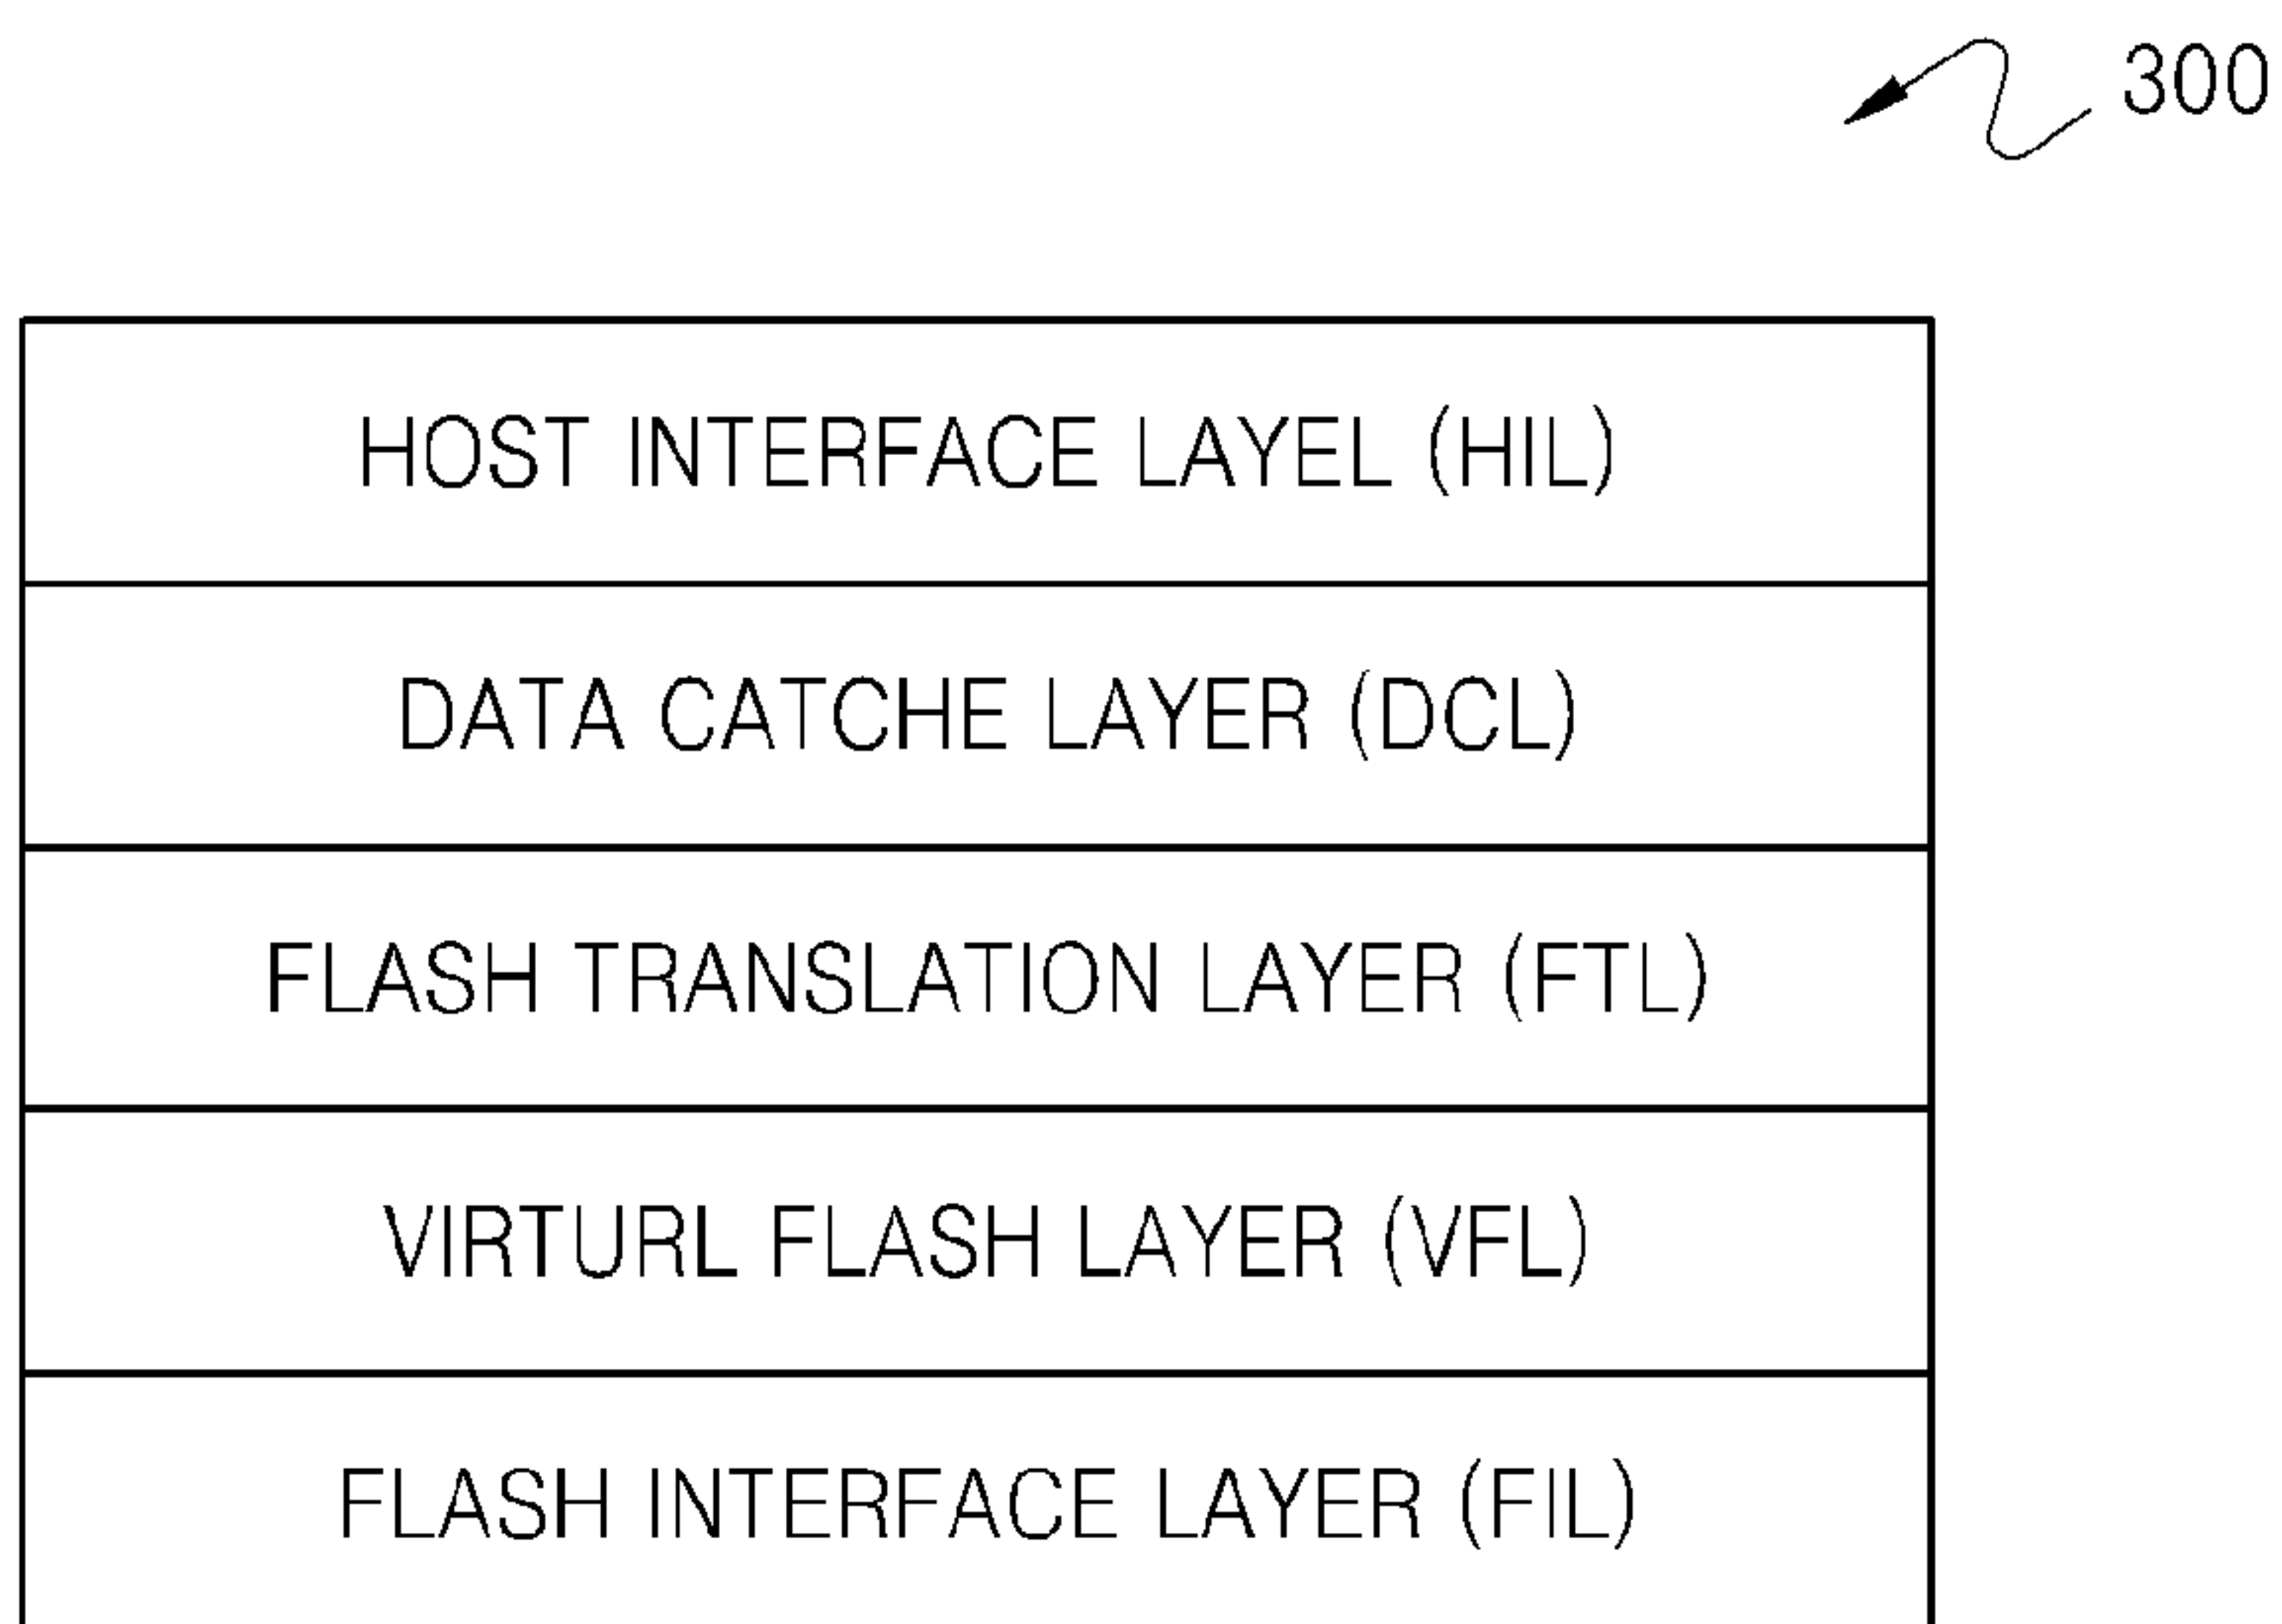 300
HOST INTERFACE LAYEL (HIL)
DATA CATCHE LAYER (DCL)
FLASH TRANSLATION LAYER (FTL)
VIRTURL FLASH LAYER (VFL)
FLASH INTERFACE LAYER (FIL)